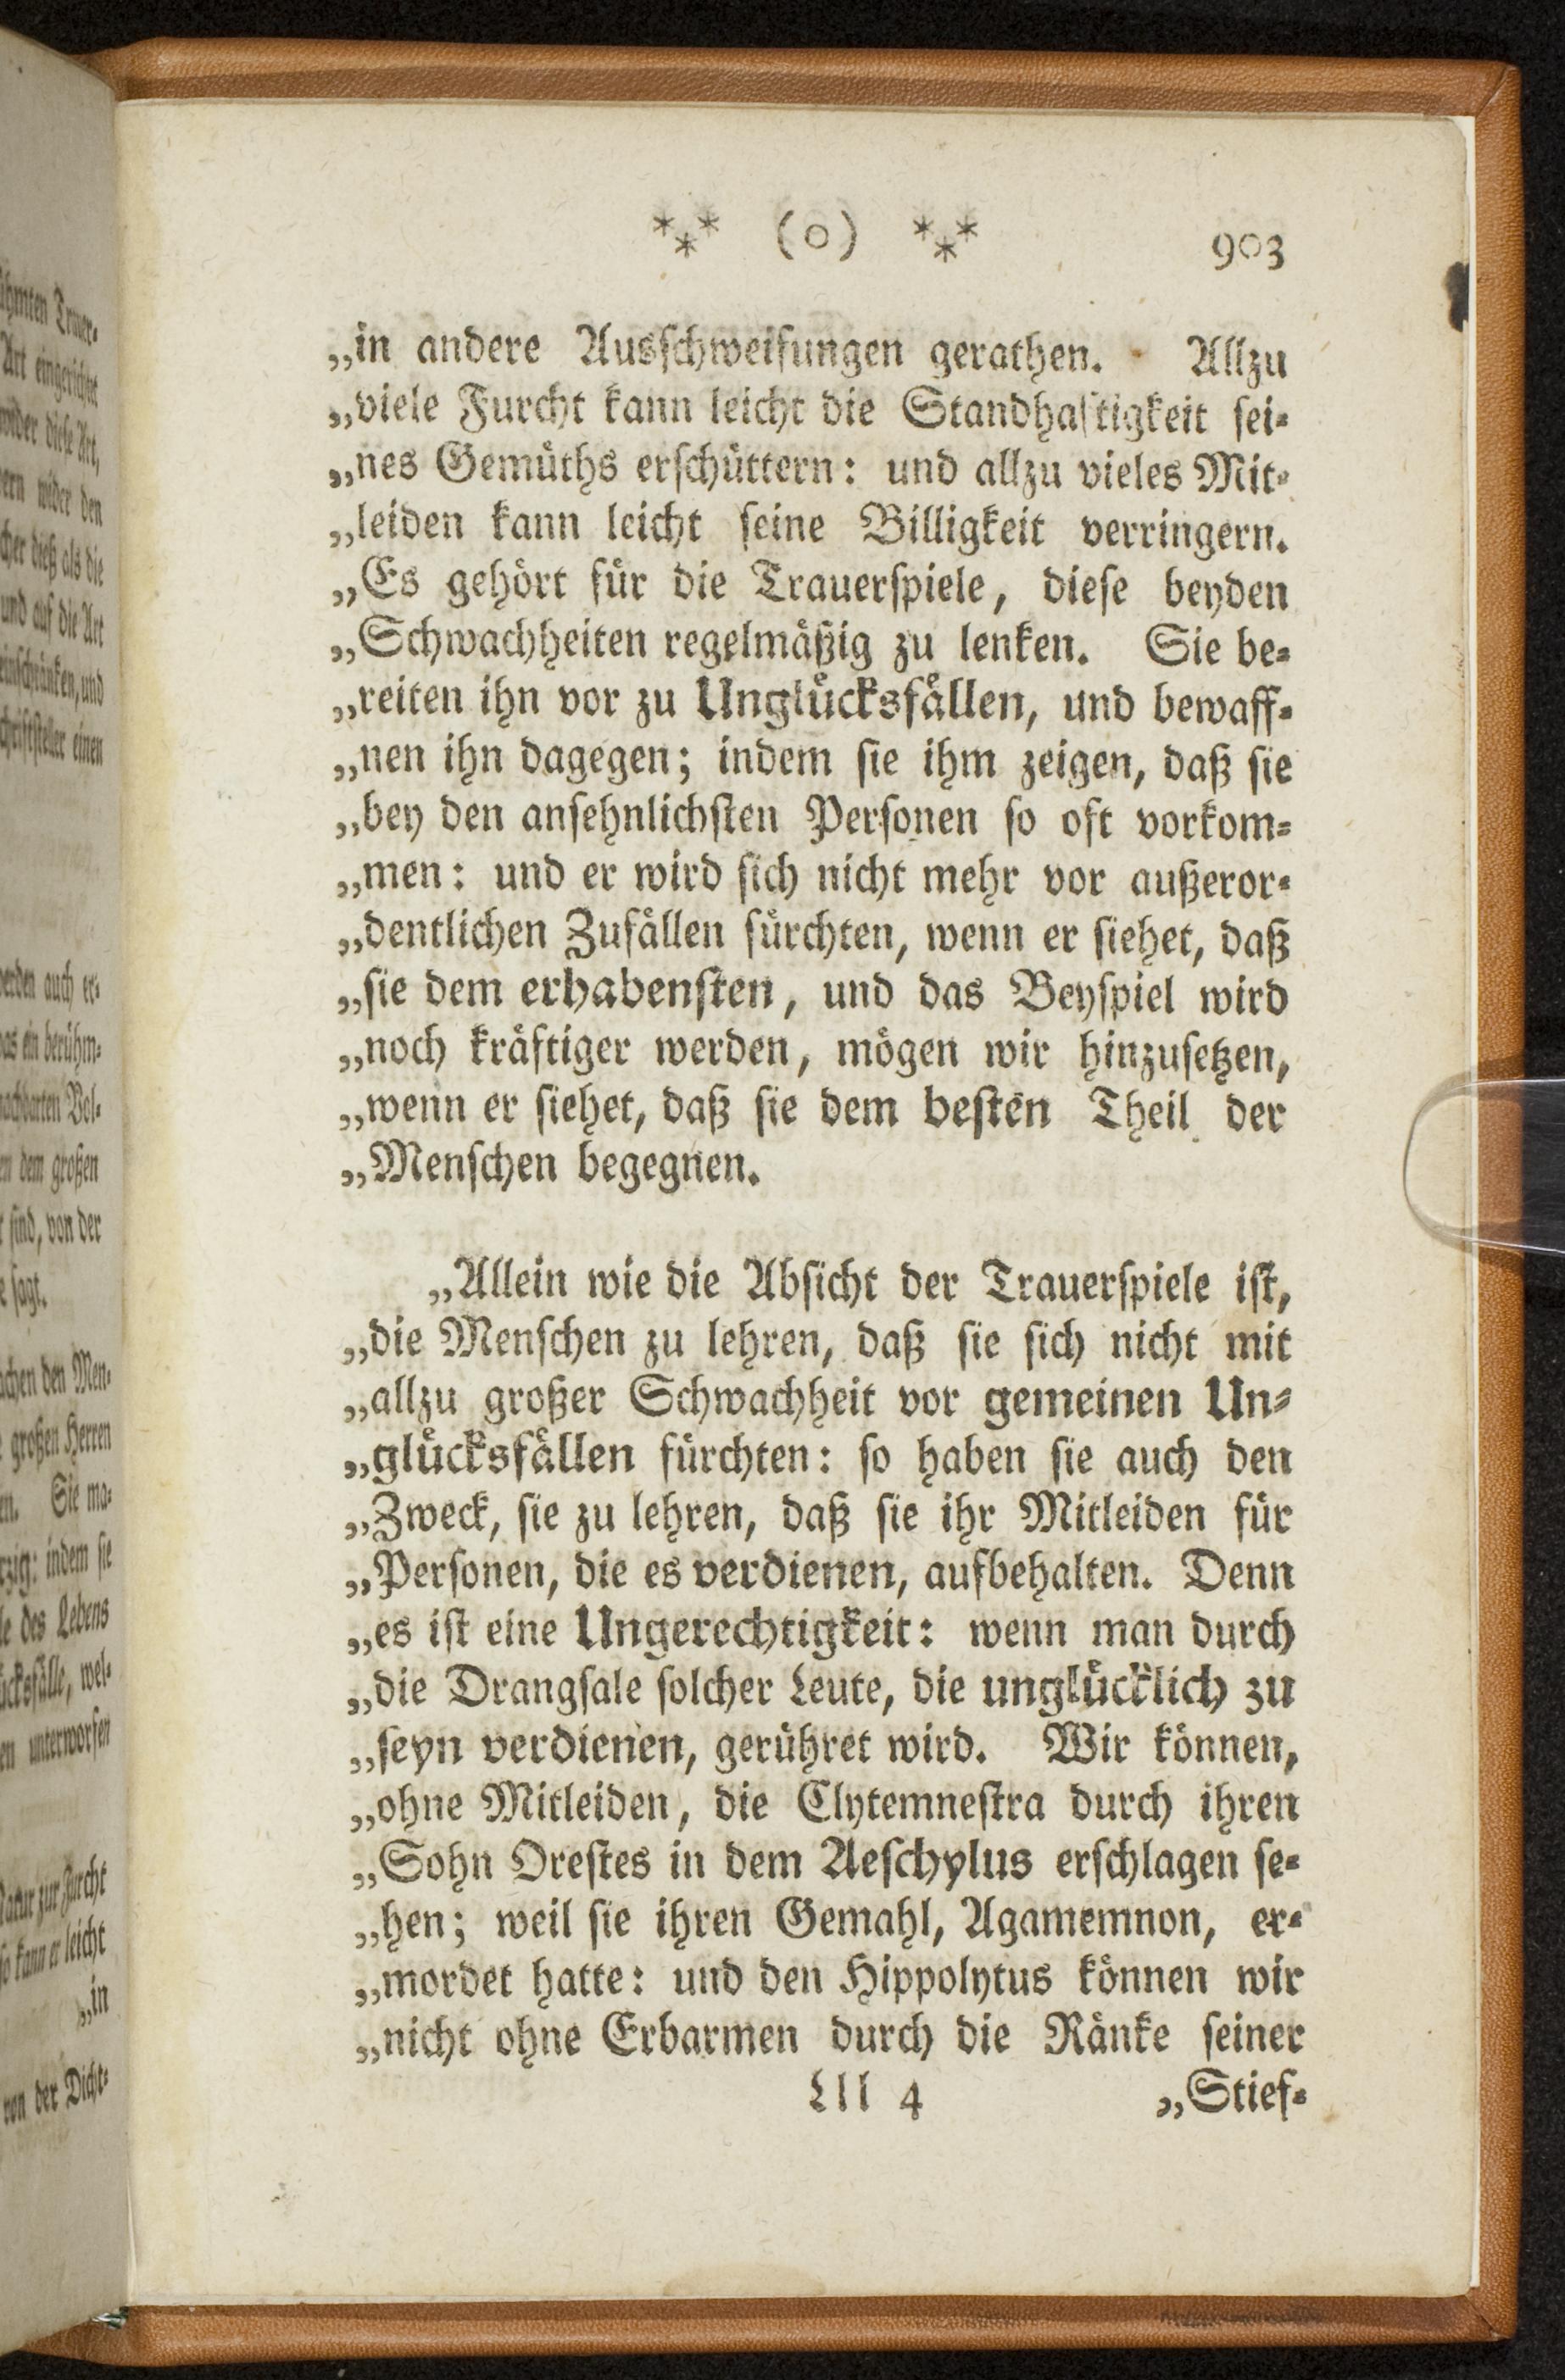 *** (o) *** 903
„in andere Ausſchweifungen gerathen. Allzu
„viele Furcht kann leicht die Standhaftigkeit ſei⸗
„nes Gemüths erſchüttern: und allzu vieles Mit⸗
„leiden kann leicht ſeine Billigkeit verringern.
„Es gehört für die Trauerſpiele, dieſe beyden
„Schwachheiten regelmäßig zu lenken. Sie be⸗
„reiten ihn vor zu Unglücksfällen, und bewaff⸗
„nen ihn dagegen; indem ſie ihm zeigen, daß ſie
„bey den anſehnlichſten Perſonen ſo oft vorkom⸗
„men: und er wird ſich nicht mehr vor außeror⸗
„dentlichen Zufällen fürchten, wenn er ſiehet, daß
„ſie dem erhabenſten, und das Beyſpiel wird
„noch kräftiger werden, mögen wir hinzuſetzen,
„wenn er ſiehet, daß ſie dem beſten Theil der
„Menſchen begegnen.
„Allein wie die Abſicht der Trauerſpiele iſt,
„die Menſchen zu lehren, daß ſie ſich nicht mit
„allzu großer Schwachheit vor gemeinen Un⸗
„glücksfällen fürchten: ſo haben ſie auch den
„Zweck, ſie zu lehren, daß ſie ihr Mitleiden für
„Perſonen, die es verdienen, aufbehalten. Denn
„es iſt eine Ungerechtigkeit: wenn man durch
„die Drangſale ſolcher Leute, die unglücklich zu
„ſeyn verdienen, gerühret wird. Wir können,
„ohne Mitleiden, die Clytemneſtra durch ihren
„Sohn Oreſtes in dem Aeſchylus erſchlagen ſe⸗
„hen; weil ſie ihren Gemahl, Agamemnon, er⸗
„mordet hatte: und den Hippolytus können wir
„nicht ohne Erbarmen durch die Ränke ſeiner
Lll 4 „Stief⸗